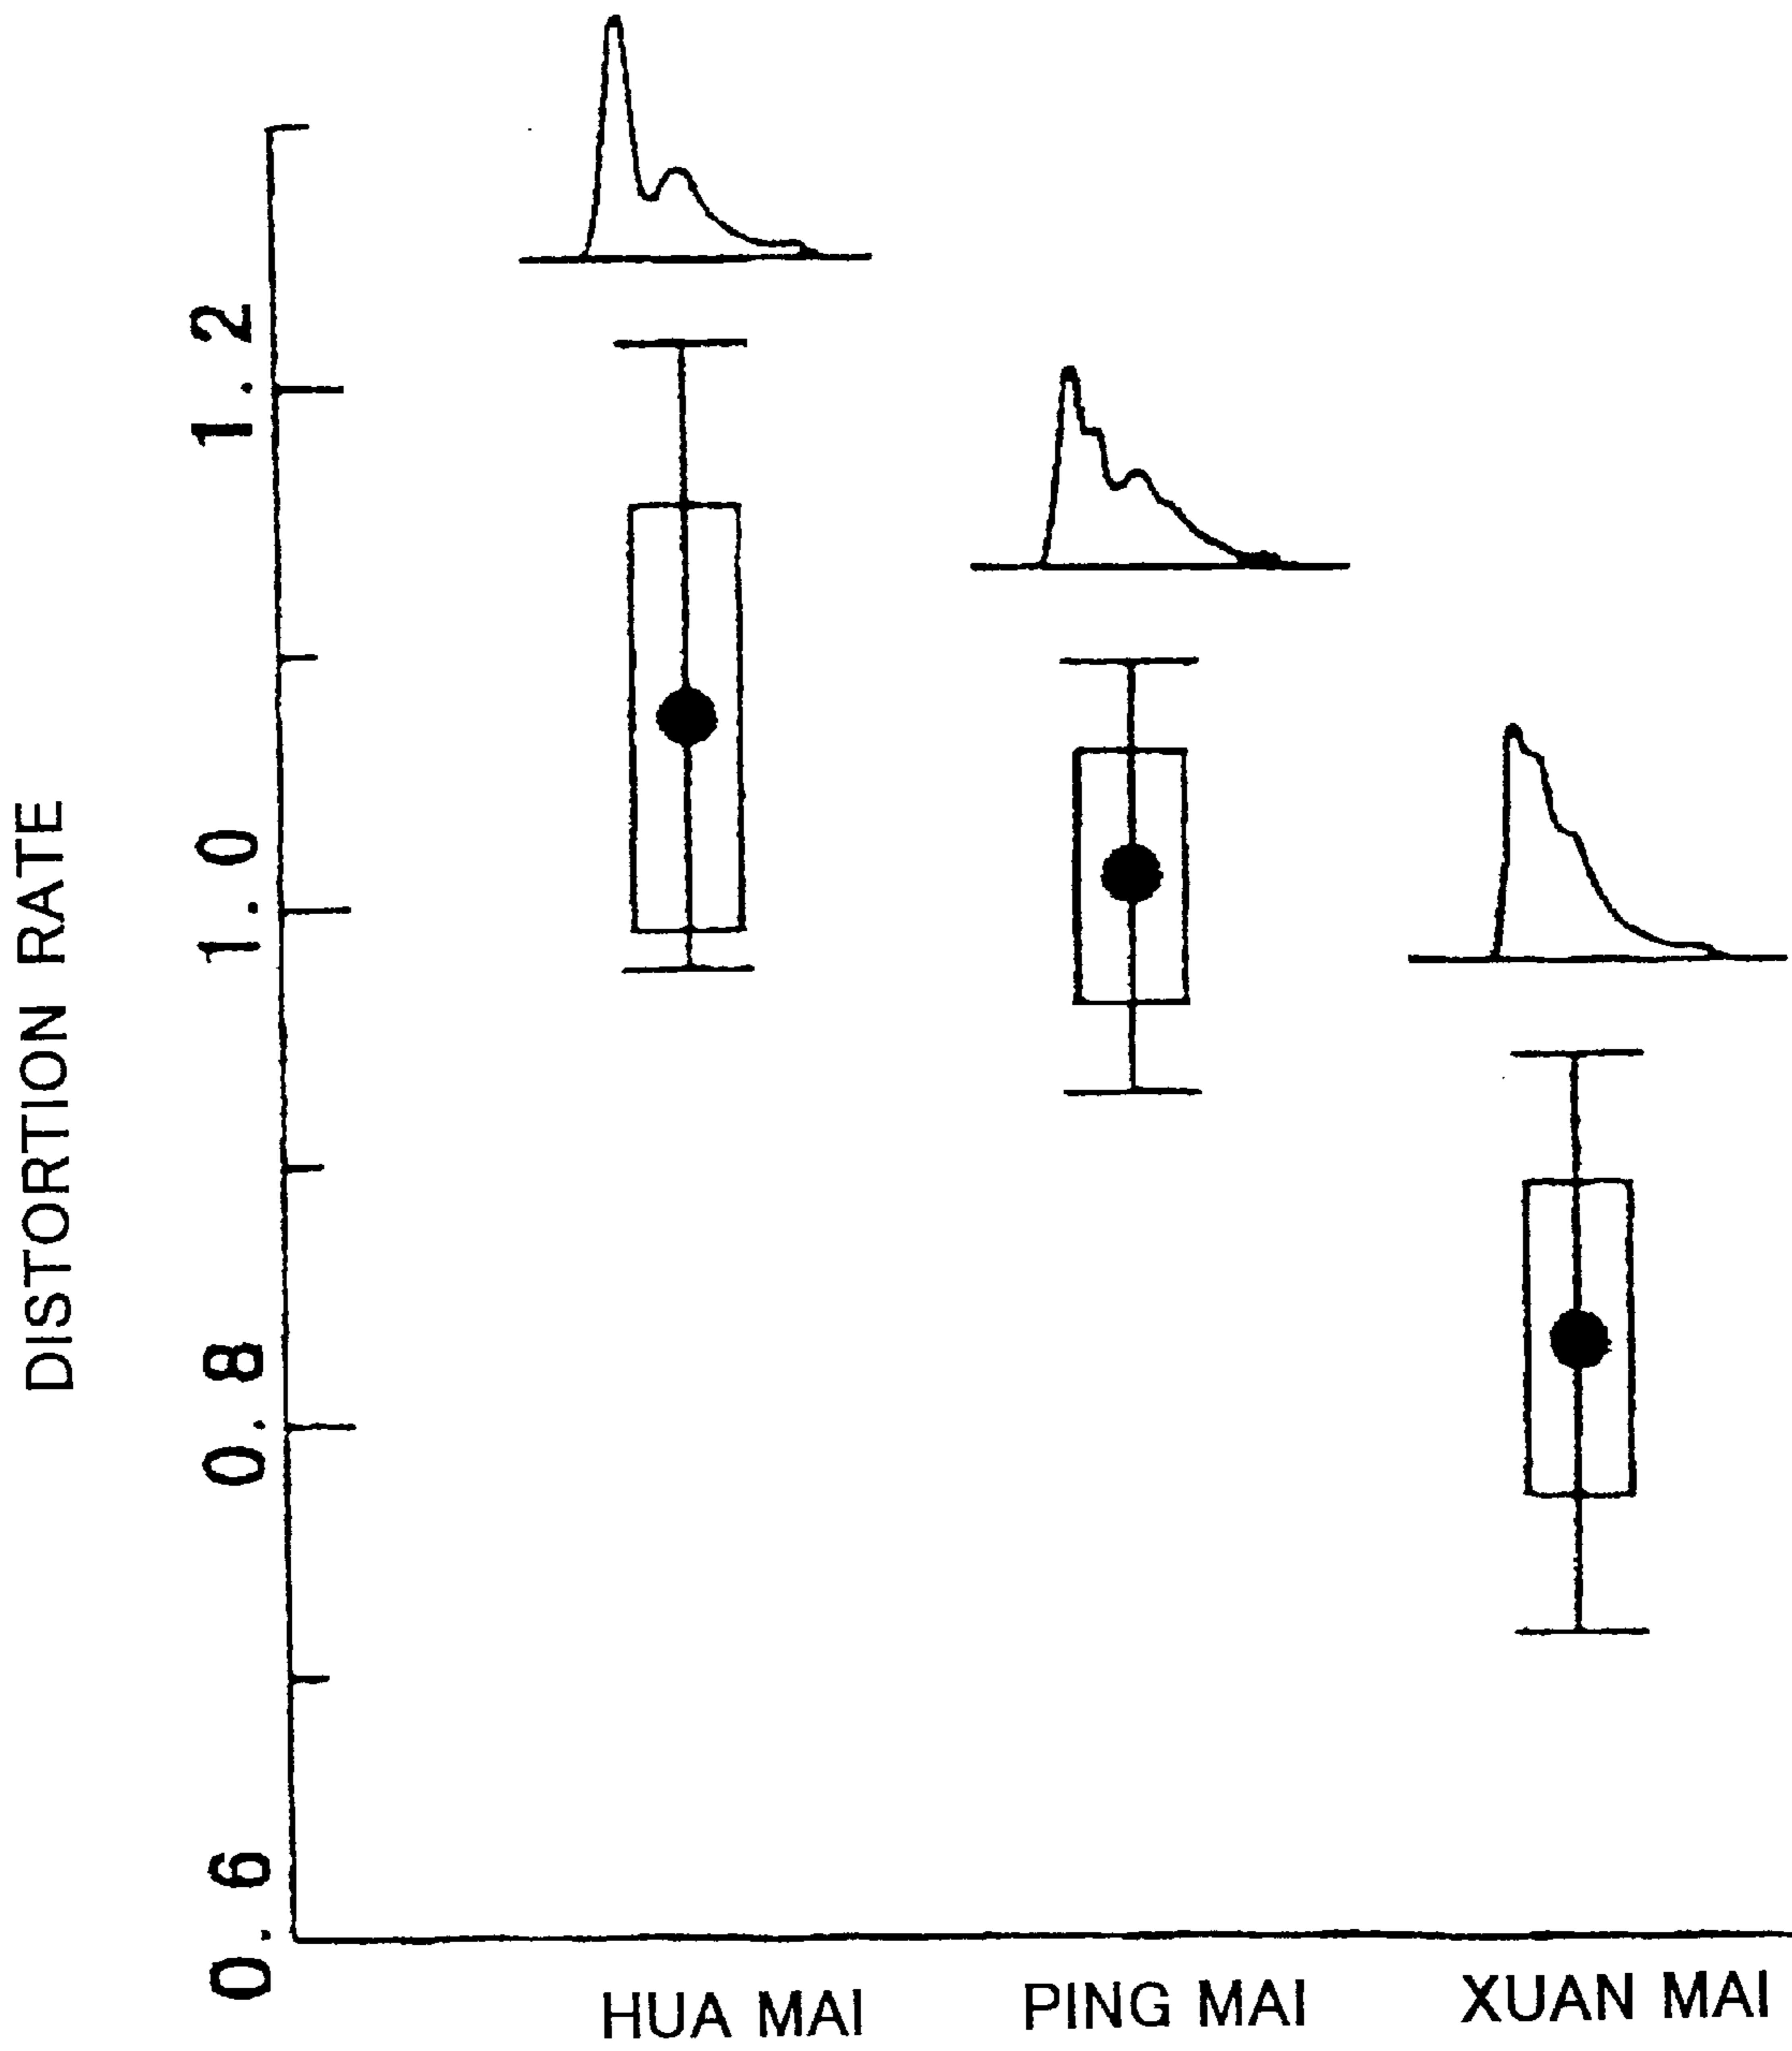 DISTORTION RATE
1. 2
1. 0
0. 8
0. 6
HUA MAI
PING MAI
XUAN MAI